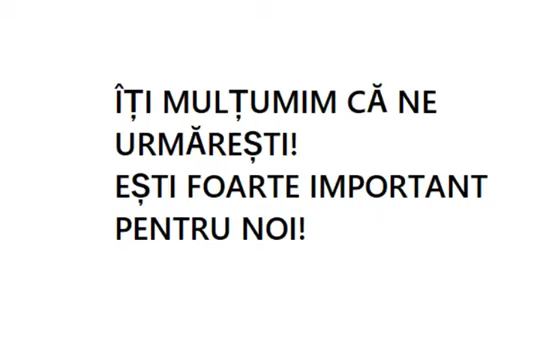 ÎȚI MULȚUMIM CĂ NE
URMĂREȘTI!
EȘTI FOARTE IMPORTANT
PENTRU NOI!